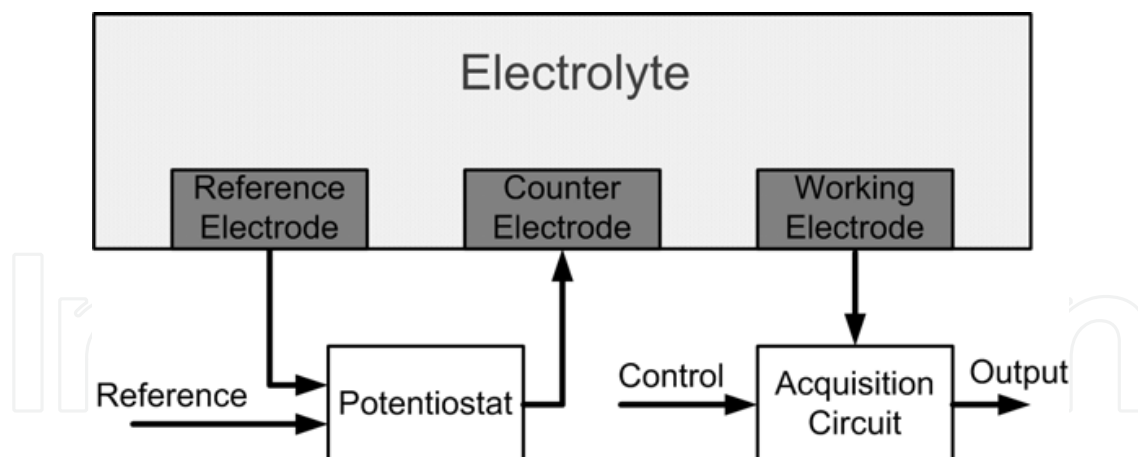 Electrolyte
Reference
Electrode
Counter
Electrode
Working
Electrode
Reference
Potentiostat
Control
Acquisition
Circuit
Output